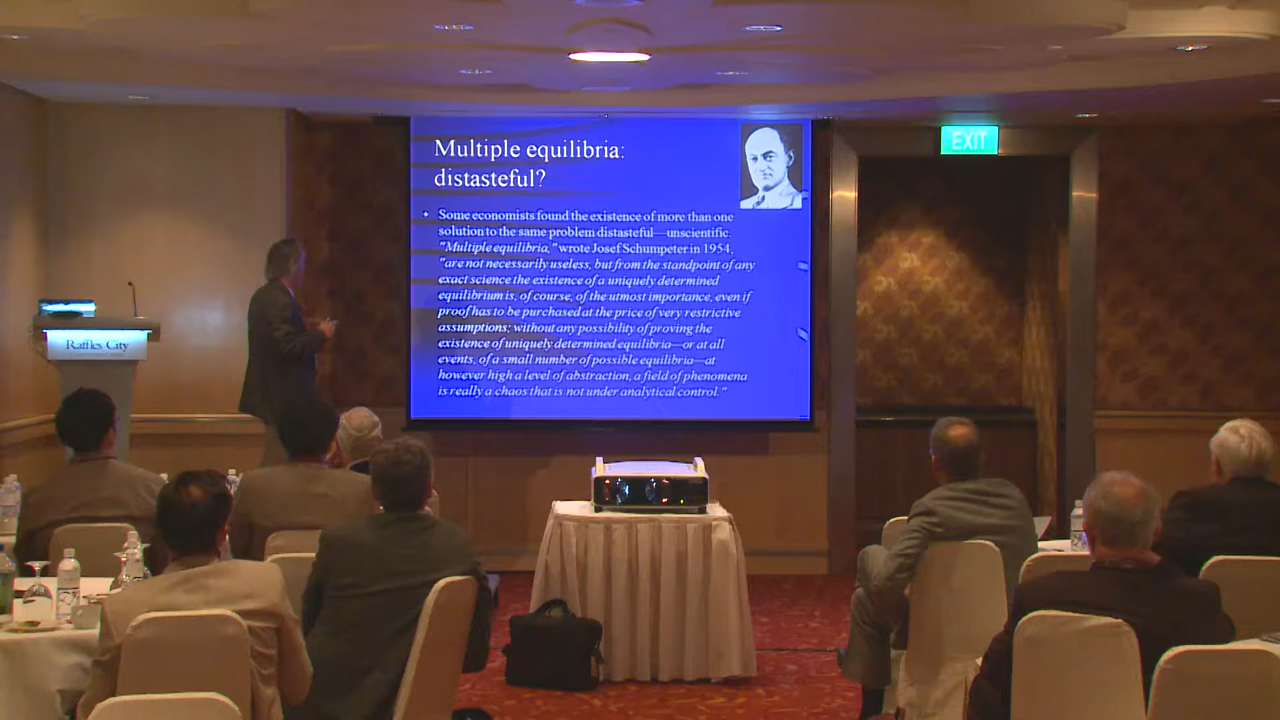 Multiple equilibria:
distasteful?
EXIT
• Some economists found the existence of more than one
solution to the same problem distasteful—unscientific.
"Multiple equilibria," wrote Josef Schumpeter in 1954,
"are not necessarily useless, but from the standpoint of any
exact science the existence of a uniquely determined
equilibrium is, of course, of the utmost importance, even if
proof has to be purchased at the price of very restrictive
assumptions; without any possibility of proving the
existence of uniquely determined equilibria—or at all
events, of a small number of possible equilibria—at
however high a level of abstraction, a field of phenomena
is really a chaos that is not under analytical control."
Raffles City